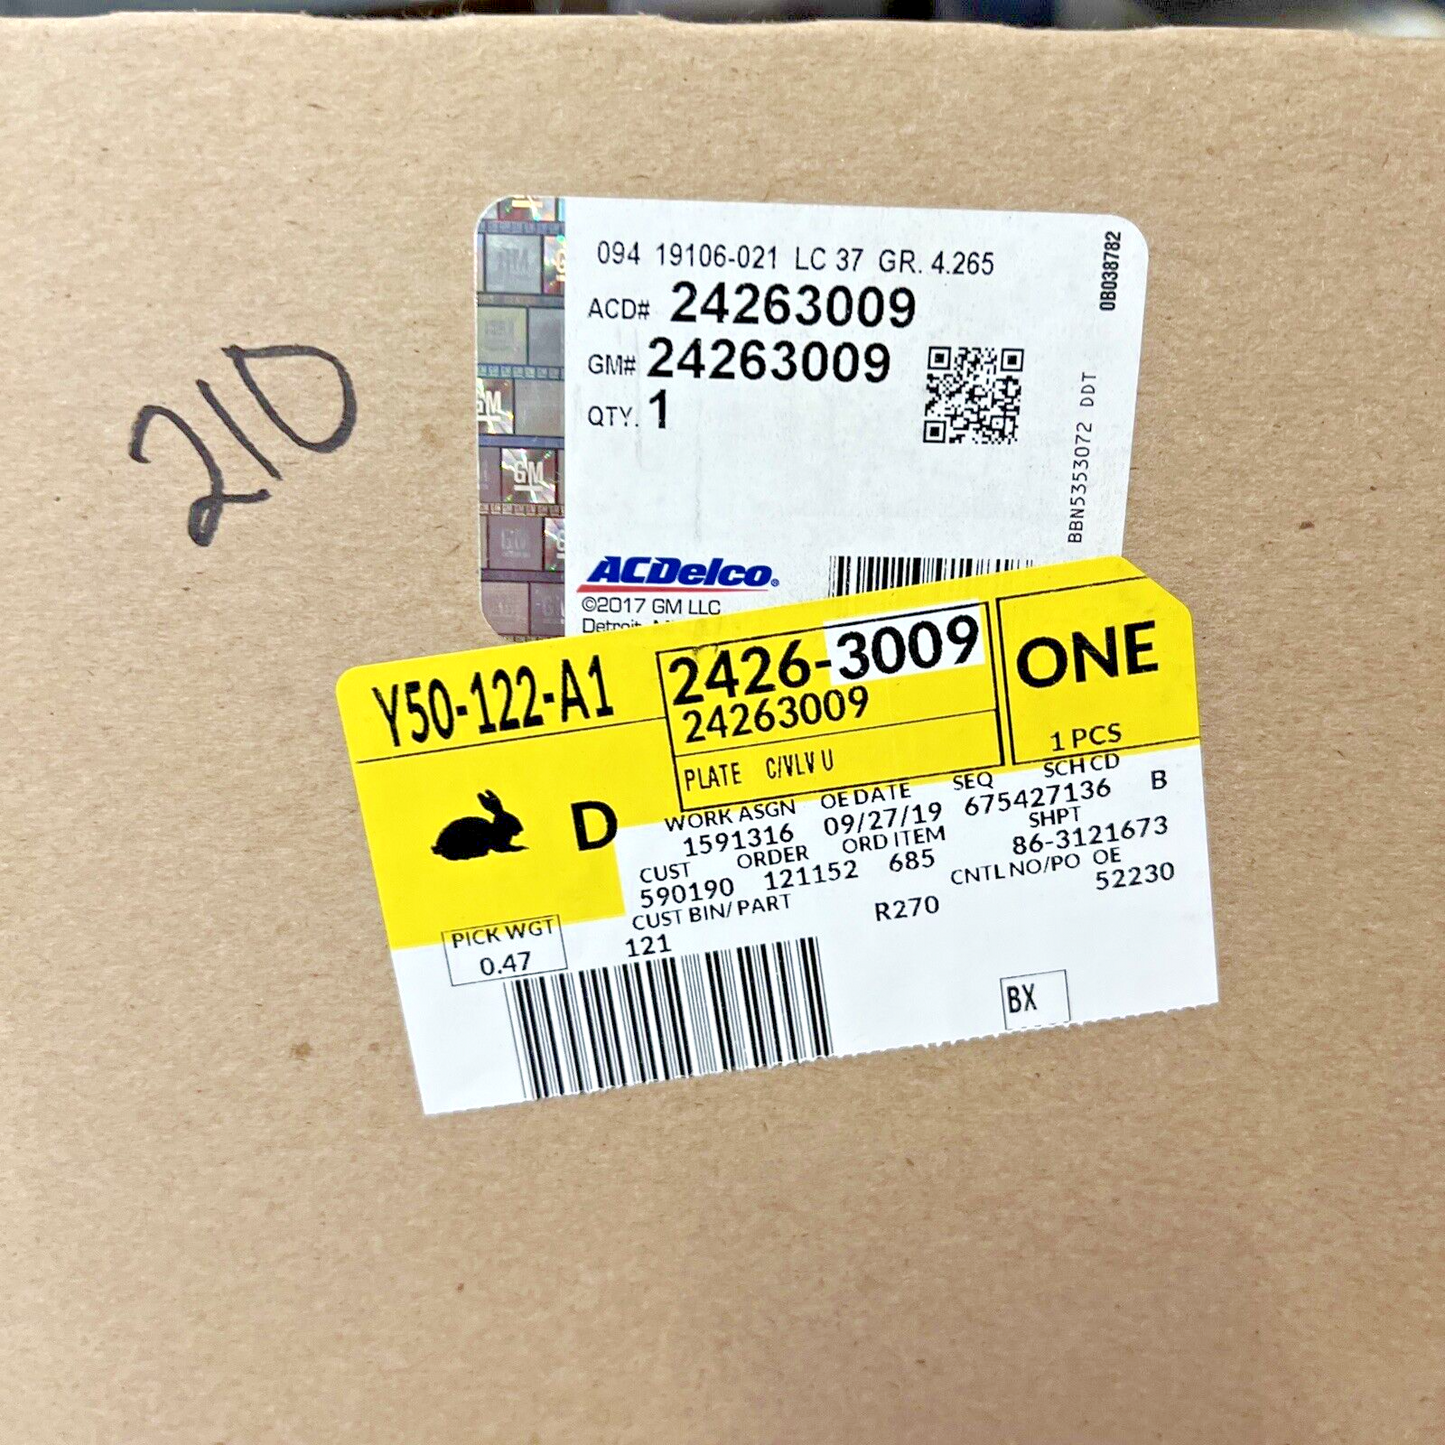 210
094 19106-021 LC 37 GR. 4.265
ACD# 24263009
GM# 24263009
QTY. 1
0B038782
BBN5353072 DDT
GM
GM
ACDelco®
©2017 GM LLC
Y50-122-A1
2426-3009
24263009
ONE
PLATE C/VLV U
1 PCS
D
WORK ASGN OE DATE SEQ SCH CD
1591316 09/27/19 675427136 B
CUST ORDER ORD ITEM SHPT
590190 121152 685 86-3121673
CUST BIN/ PART CNTL NO/PO OE
121 R270 52230
PICK WGT
0.47
BX